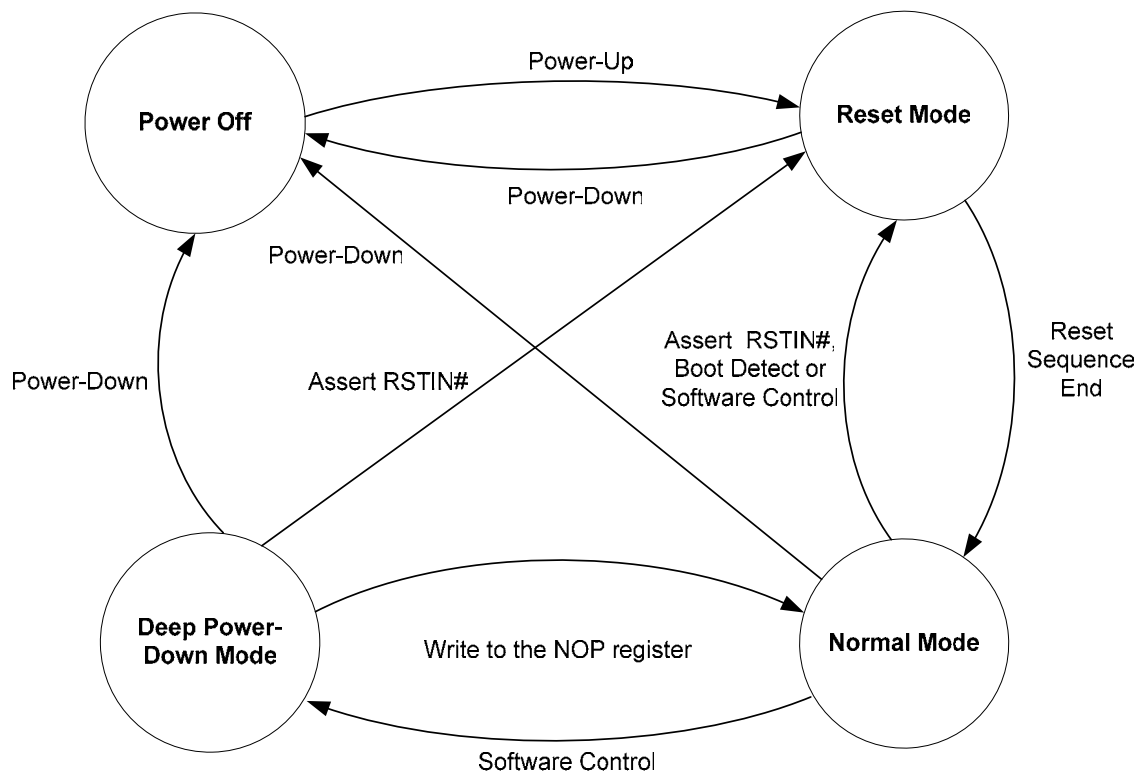 Power-Up
Power Off
Reset Mode
Power-Down
Power-Down
Assert RSTIN#,
Boot Detect or
Software Control
Reset
Sequence
End
Power-Down
Assert RSTIN#
Deep Power-
Down Mode
Write to the NOP register
Normal Mode
Software Control